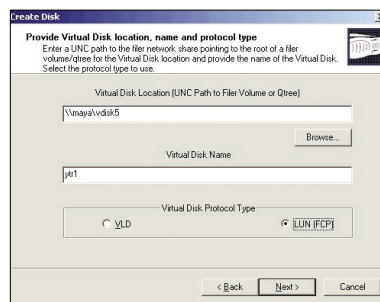 Create Disk
Provide Virtual Disk location, name and protocol type
Enter a UNC path to the filer network share pointing to the root of a filer
volume/qtree for the Virtual Disk location and provide the name of the Virtual Disk.
Select the protocol type to use.
Virtual Disk Location (UNC Path to Filer Volume or Qtree)
\\maya\vdisk5
Browse...
Virtual Disk Name
ytr1
Virtual Disk Protocol Type
VLD
LUN (FCP)
< Back
Next >
Cancel